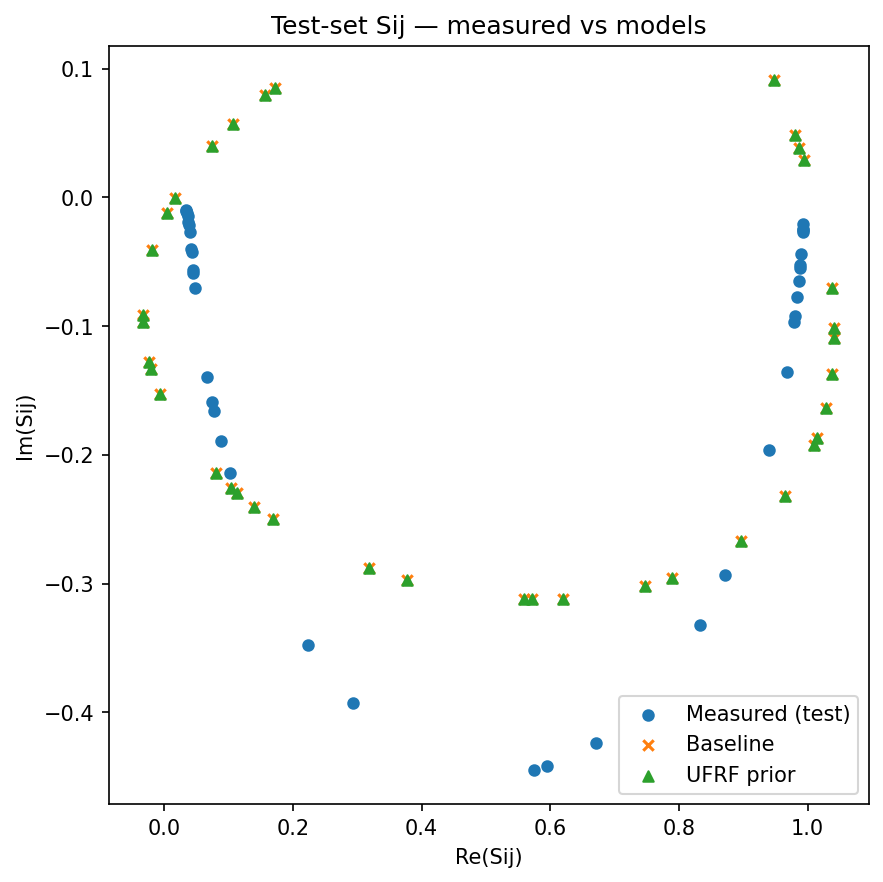 Test-set Sij — measured vs models
0.1
0.0
−0.1
−0.2
−0.3
−0.4
Im(Sij)
Measured (test)
Baseline
UFRF prior
0.0 0.2 0.4 0.6 0.8 1.0
Re(Sij)